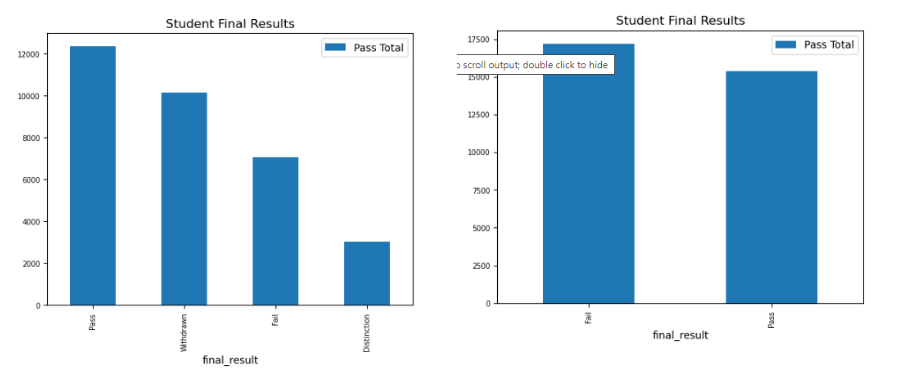 Student Final Results
Pass Total
12000
10000
8000
6000
4000
2000
0
Pass
Withdrawn
Fail
Distinction
final_result
Student Final Results
Pass Total
17500
o scroll output; double click to hide
15000
12500
10000
7500
5000
2500
0
Fail
Pass
final_result